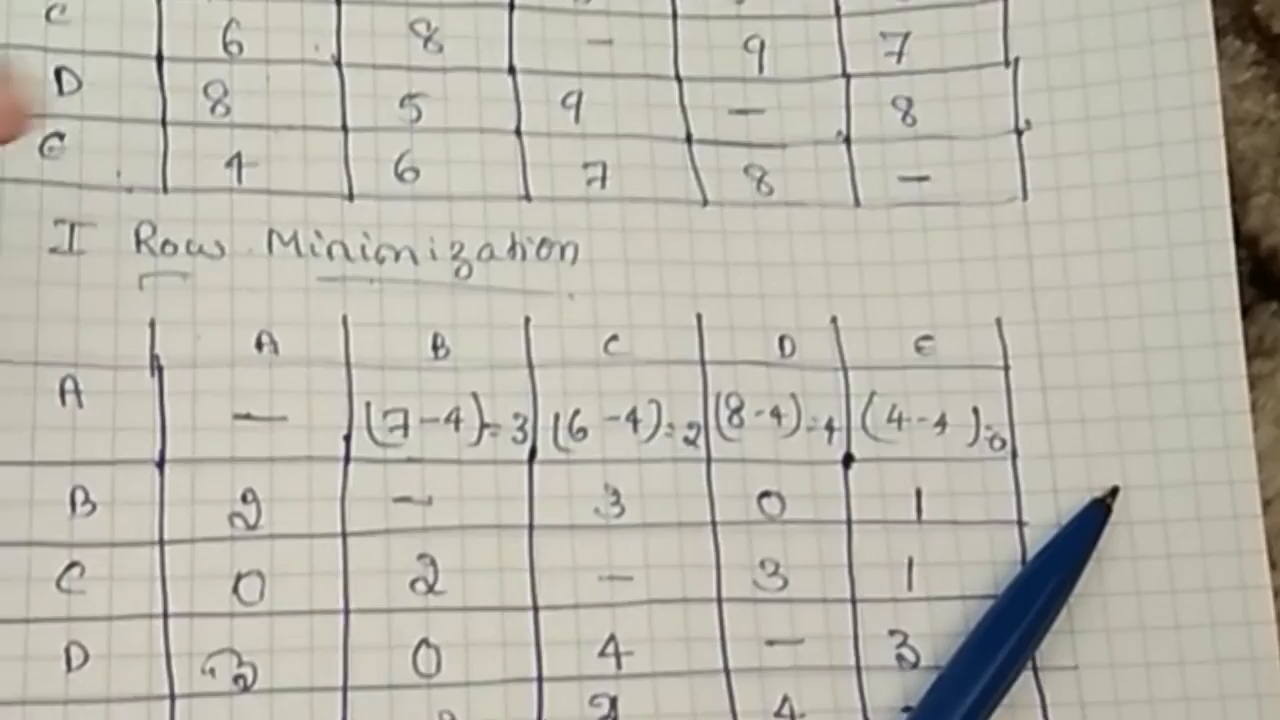 C 6 8 - 9 7
D 8 5 9 - 8
E 4 6 7 8 -
I Row Minimization
A B C D E
A - (7-4)=3 (6-4)=2 (8-4)=4 (4-4)=0
B 2 - 3 0 1
C 0 2 - 3 1
D 3 0 4 - 3
2 4